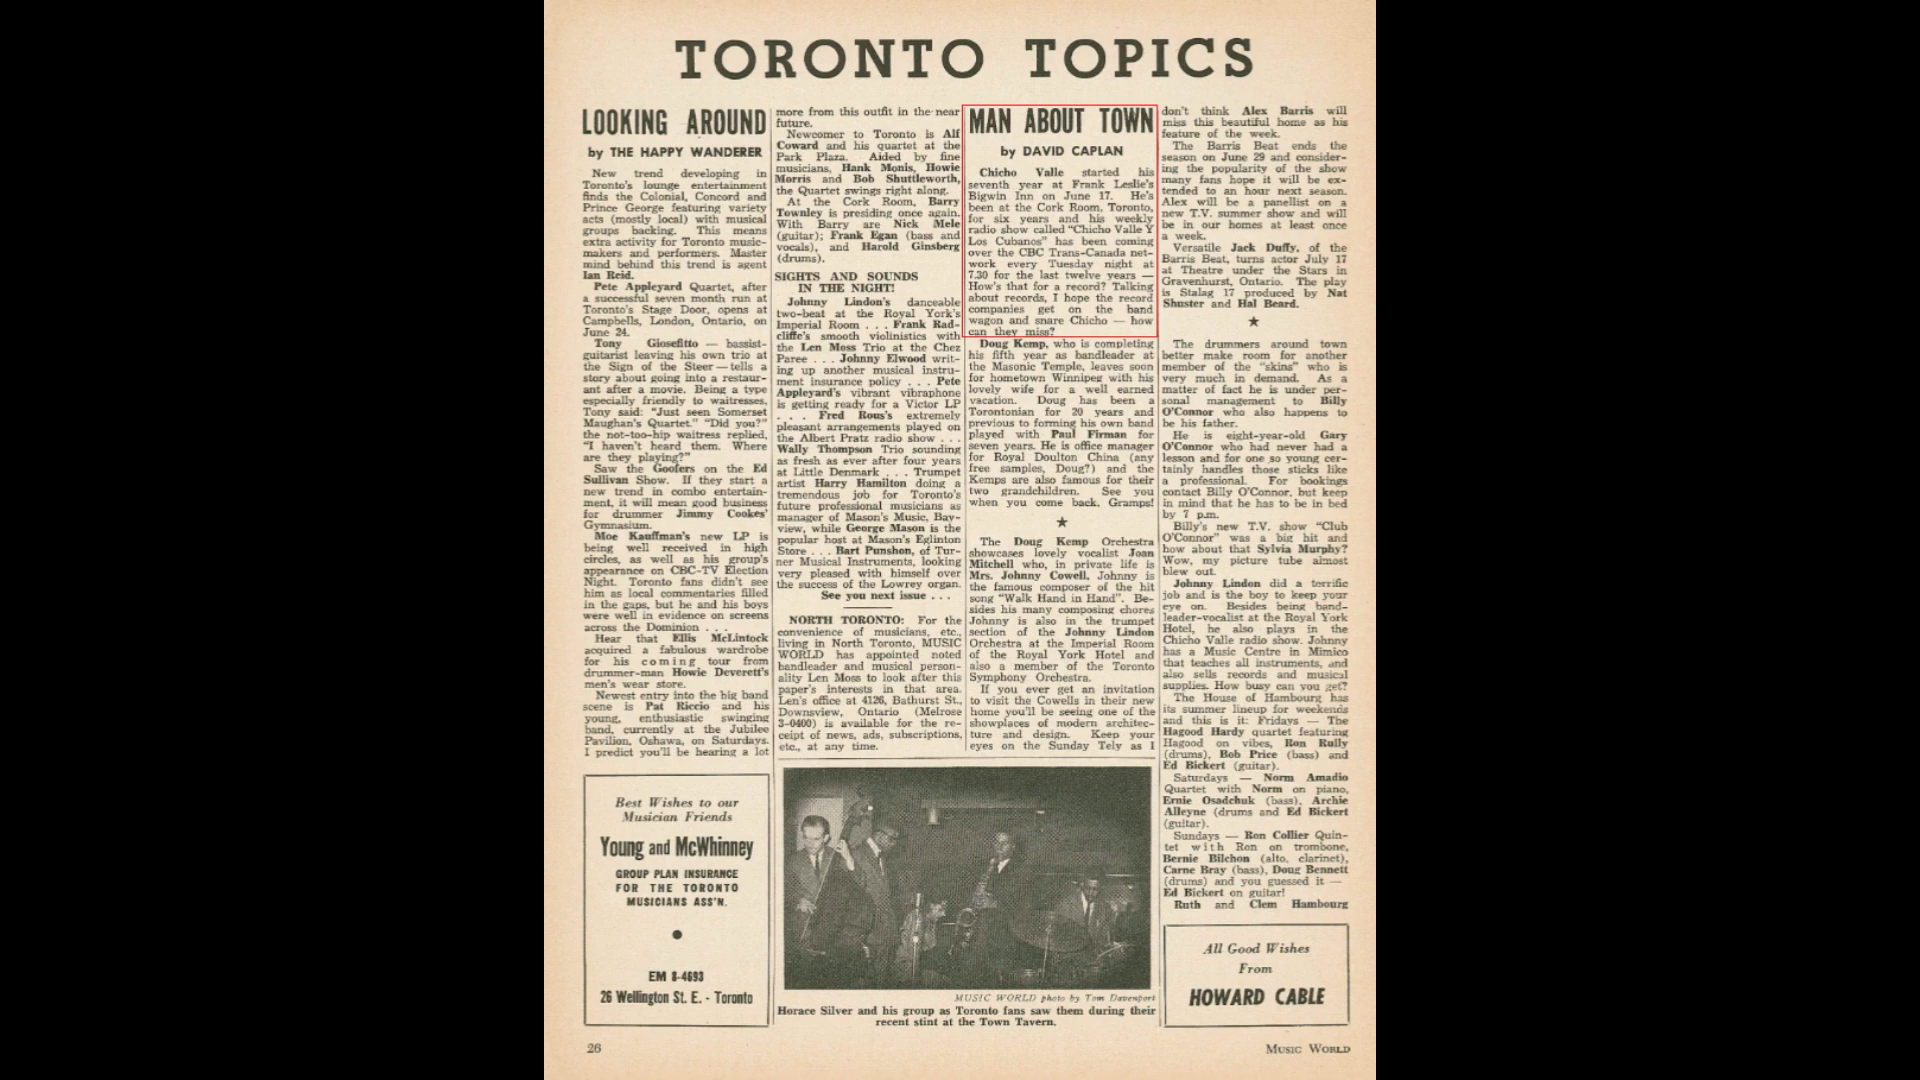 TORONTO TOPICS
LOOKING AROUND
by THE HAPPY WANDERER
New trend developing in
Toronto's lounge entertainment
finds the Colonial, Concord and
Prince George featuring variety
acts (mostly local) with musical
groups backing. This means
extra activity for Toronto music-
makers and performers. Master
mind behind this trend is agent
Ian Reid.
Pete Appleyard Quartet, after
a successful seven month run at
Toronto's Stage Door, opens at
Campbells, London, Ontario, on
June 24.
Tony Giosefitto — bassist-
guitarist leaving his own trio at
the Sign of the Steer — tells a
story about going into a restaur-
ant after a movie. Being a type
especially friendly to waitresses,
Tony said: "Just seen Somerset
Maughan's Quartet." "Did you?"
the not-too-hip waitress replied,
"I haven't heard them. Where
are they playing?"
Saw the Goofers on the Ed
Sullivan Show. If they start a
new trend in combo entertain-
ment, it will mean good business
for drummer Jimmy Cookes'
Gymnasium.
Moe Kauffman's new LP is
being well received in high
circles, as well as his group's
appearance on CBC-TV Election
Night. Toronto fans didn't see
him as local commentaries filled
in the gaps, but he and his boys
were well in evidence on screens
across the Dominion . . .
Hear that Ellis McLintock
acquired a fabulous wardrobe
for his coming tour from
drummer-man Howie Deverett's
men's wear store.
Newest entry into the big band
scene is Pat Riccio and his
young, enthusiastic swinging
band, currently at the Jubilee
Pavilion, Oshawa, on Saturdays.
I predict you'll be hearing a lot
more from this outfit in the near
future.
Newcomer to Toronto is Alf
Coward and his quartet at the
Park Plaza. Aided by fine
musicians, Hank Monis, Howie
Morris and Bob Shuttleworth,
the Quartet swings right along.
At the Cork Room, Barry
Townley is presiding once again.
With Barry are Nick Mele
(guitar); Frank Egan (bass and
vocals), and Harold Ginsberg
(drums).
SIGHTS AND SOUNDS
IN THE NIGHT!
Johnny Lindon's danceable
two-beat at the Royal York's
Imperial Room . . . Frank Rad-
cliffe's smooth violinistics with
the Len Moss Trio at the Chez
Paree . . . Johnny Elwood writ-
ing up another musical instru-
ment insurance policy . . . Pete
Appleyard's vibrant vibraphone
is getting ready for a Victor LP
. . . Fred Rous's extremely
pleasant arrangements played on
the Albert Pratz radio show . . .
Wally Thompson Trio sounding
as fresh as ever after four years
at Little Denmark . . . Trumpet
artist Harry Hamilton doing a
tremendous job for Toronto's
future professional musicians as
manager of Mason's Music, Bay-
view, while George Mason is the
popular host at Mason's Eglinton
Store . . . Bart Punshon, of Tur-
ner Musical Instruments, looking
very pleased with himself over
the success of the Lowrey organ.
See you next issue . . .
NORTH TORONTO: For the
convenience of musicians, etc.,
living in North Toronto, MUSIC
WORLD has appointed noted
bandleader and musical person-
ality Len Moss to look after this
paper's interests in that area.
Len's office at 4126, Bathurst St.,
Downsview, Ontario (Melrose
3-0400) is available for the re-
ceipt of news, ads, subscriptions,
etc., at any time.
MAN ABOUT TOWN
by DAVID CAPLAN
Chicho Valle started his
seventh year at Frank Leslie's
Bigwin Inn on June 17. He's
been at the Cork Room, Toronto,
for six years and his weekly
radio show called "Chicho Valle Y
Los Cubanos" has been coming
over the CBC Trans-Canada net-
work every Tuesday night at
7.30 for the last twelve years —
How's that for a record? Talking
about records, I hope the record
companies get on the band
wagon and snare Chicho — how
can they miss?
Doug Kemp, who is completing
his fifth year as bandleader at
the Masonic Temple, leaves soon
for hometown Winnipeg with his
lovely wife for a well earned
vacation. Doug has been a
Torontonian for 20 years and
previous to forming his own band
played with Paul Firman for
seven years. He is office manager
for Royal Doulton China (any
free samples, Doug?) and the
Kemps are also famous for their
two grandchildren. See you
when you come back, Gramps!
★
The Doug Kemp Orchestra
showcases lovely vocalist Joan
Mitchell who, in private life is
Mrs. Johnny Cowell, Johnny is
the famous composer of the hit
song "Walk Hand in Hand". Be-
sides his many composing chores
Johnny is also in the trumpet
section of the Johnny Lindon
Orchestra at the Imperial Room
of the Royal York Hotel and
also a member of the Toronto
Symphony Orchestra.
If you ever get an invitation
to visit the Cowells in their new
home you'll be seeing one of the
showplaces of modern architec-
ture and design. Keep your
eyes on the Sunday Tely as I
don't think Alex Barris will
miss this beautiful home as his
feature of the week.
The Barris Beat ends the
season on June 29 and consider-
ing the popularity of the show
many fans hope it will be ex-
tended to an hour next season.
Alex will be a panellist on a
new T.V. summer show and will
be in our homes at least once
a week.
Versatile Jack Duffy, of the
Barris Beat, turns actor July 17
at Theatre under the Stars in
Gravenhurst, Ontario. The play
is Stalag 17 produced by Nat
Shuster and Hal Beard.
★
The drummers around town
better make room for another
member of the "skins" who is
very much in demand. As a
matter of fact he is under per-
sonal management to Billy
O'Connor who also happens to
be his father.
He is eight-year-old Gary
O'Connor who had never had a
lesson and for one so young cer-
tainly handles those sticks like
a professional. For bookings
contact Billy O'Connor, but keep
in mind that he has to be in bed
by 7 p.m.
Billy's new T.V. show "Club
O'Connor" was a big hit and
how about that Sylvia Murphy?
Wow, my picture tube almost
blew out.
Johnny Lindon did a terrific
job and is the boy to keep your
eye on. Besides being band-
leader-vocalist at the Royal York
Hotel, he also plays in the
Chicho Valle radio show. Johnny
has a Music Centre in Mimico
that teaches all instruments, and
also sells records and musical
supplies. How busy can you get?
The House of Hambourg has
its summer lineup for weekends
and this is it: Fridays — The
Hagood Hardy quartet featuring
Hagood on vibes, Ron Rully
(drums), Bob Price (bass) and
Ed Bickert (guitar).
Saturdays — Norm Amadio
Quartet with Norm on piano,
Ernie Osadchuk (bass), Archie
Alleyne (drums and Ed Bickert
(guitar).
Sundays — Ron Collier Quin-
tet with Ron on trombone,
Bernie Bilchon (alto, clarinet),
Carne Bray (bass), Doug Bennett
(drums) and you guessed it —
Ed Bickert on guitar!
Ruth and Clem Hambourg
Best Wishes to our
Musician Friends
Young and McWhinney
GROUP PLAN INSURANCE
FOR THE TORONTO
MUSICIANS ASS'N.
EM 8-4693
26 Wellington St. E. - Toronto
MUSIC WORLD photo by Tom Davenport
Horace Silver and his group as Toronto fans saw them during their
recent stint at the Town Tavern.
All Good Wishes
From
HOWARD CABLE
26
MUSIC WORLD